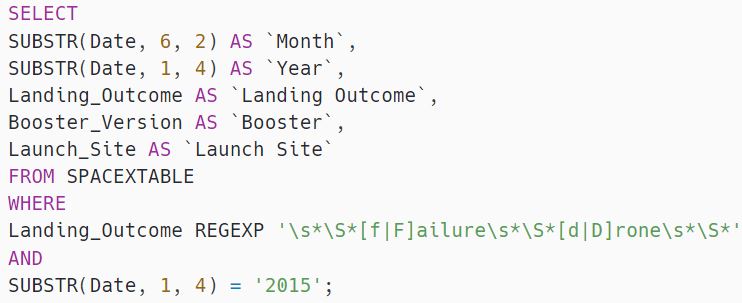 SELECT
SUBSTR(Date, 6, 2) AS `Month`,
SUBSTR(Date, 1, 4) AS `Year`,
Landing_Outcome AS `Landing Outcome`,
Booster_Version AS `Booster`,
Launch_Site AS `Launch Site`
FROM SPACEXTABLE
WHERE
Landing_Outcome REGEXP '\s*\S*[f|F]ailure\s*\S*[d|D]rone\s*\S*'
AND
SUBSTR(Date, 1, 4) = '2015';